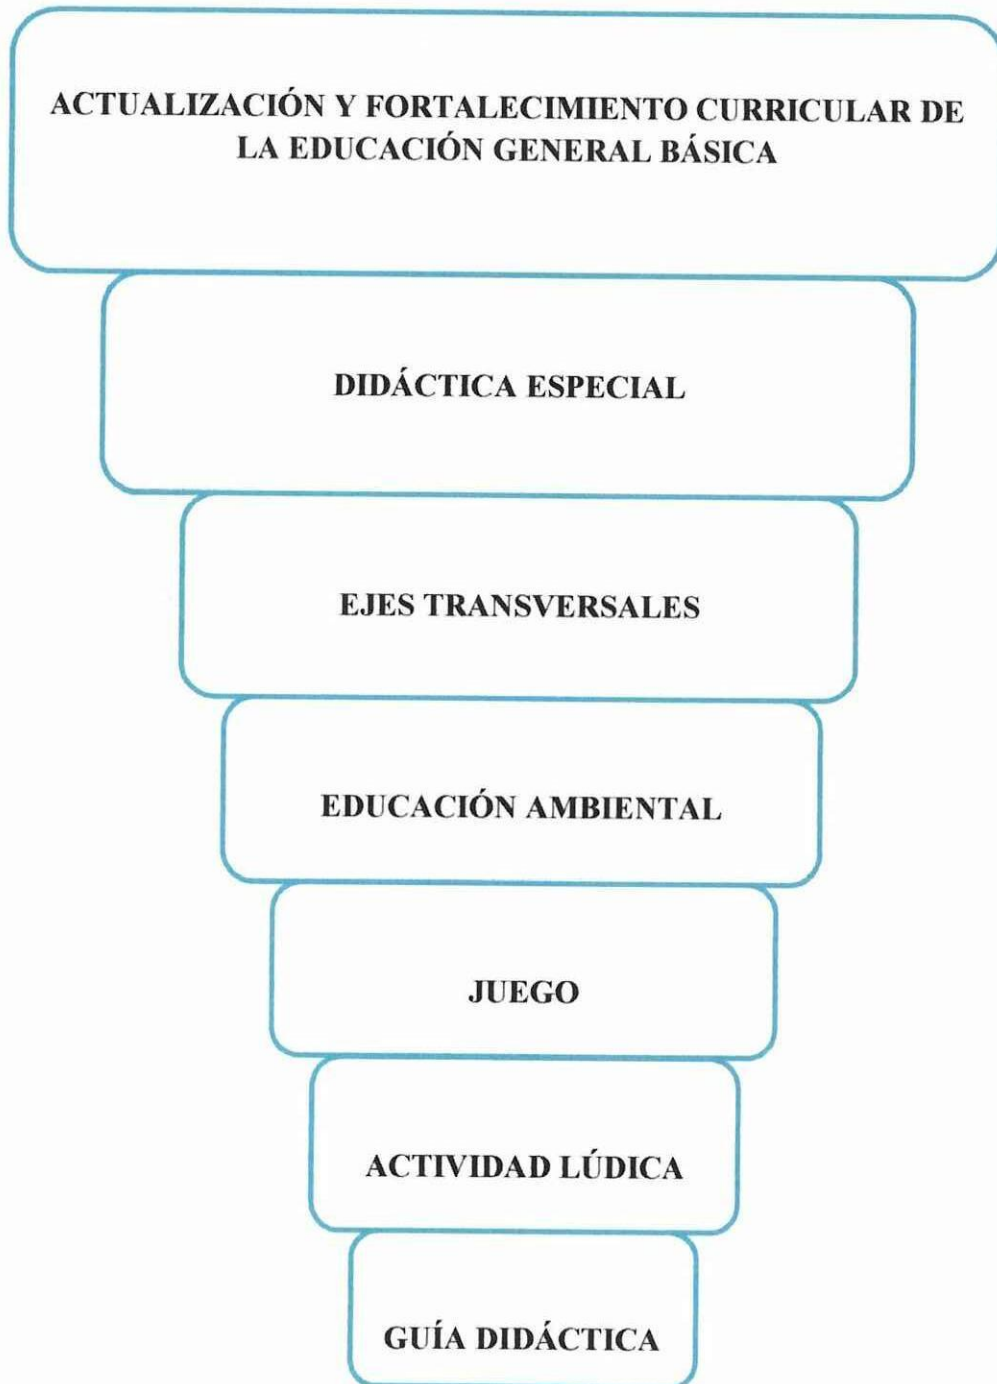 ACTUALIZACIÓN Y FORTALECIMIENTO CURRICULAR DE
LA EDUCACIÓN GENERAL BÁSICA
DIDÁCTICA ESPECIAL
EJES TRANSVERSALES
EDUCACIÓN AMBIENTAL
JUEGO
ACTIVIDAD LÚDICA
GUÍA DIDÁCTICA